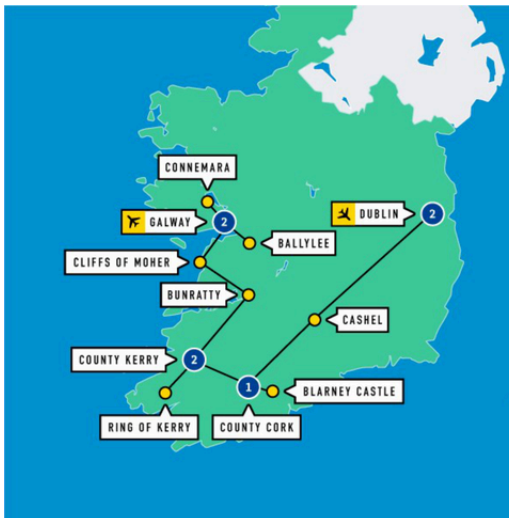 CONNEMARA
GALWAY
2
DUBLIN
2
BALLYLEE
CLIFFS OF MOHER
BUNRATTY
CASHEL
COUNTY KERRY
2
1
BLARNEY CASTLE
RING OF KERRY
COUNTY CORK